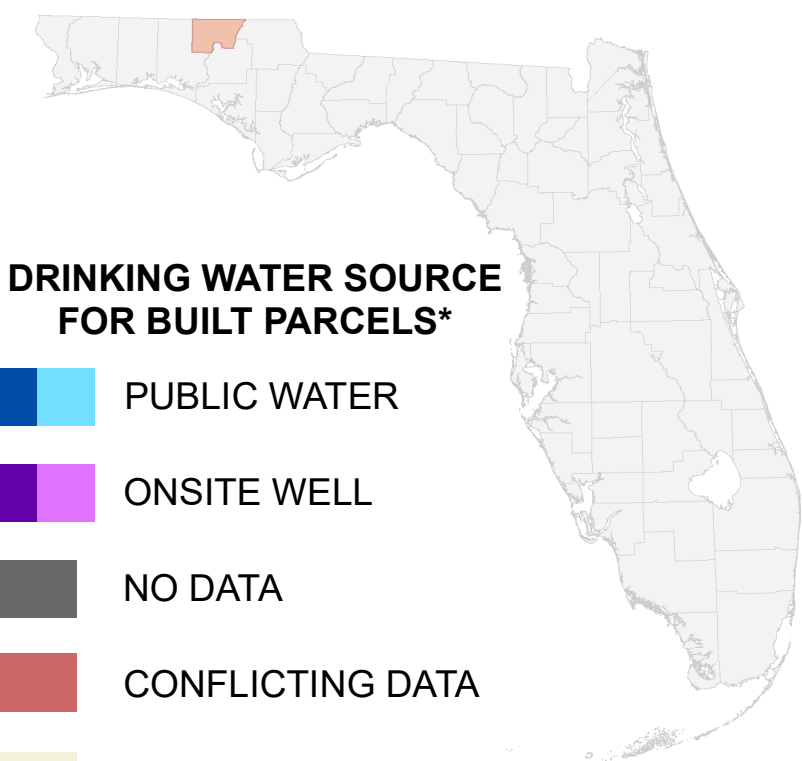 DRINKING WATER SOURCE
FOR BUILT PARCELS*
PUBLIC WATER
ONSITE WELL
NO DATA
CONFLICTING DATA